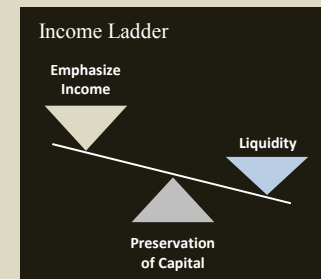 Income Ladder
Emphasize
Income
Liquidity
Preservation
of Capital